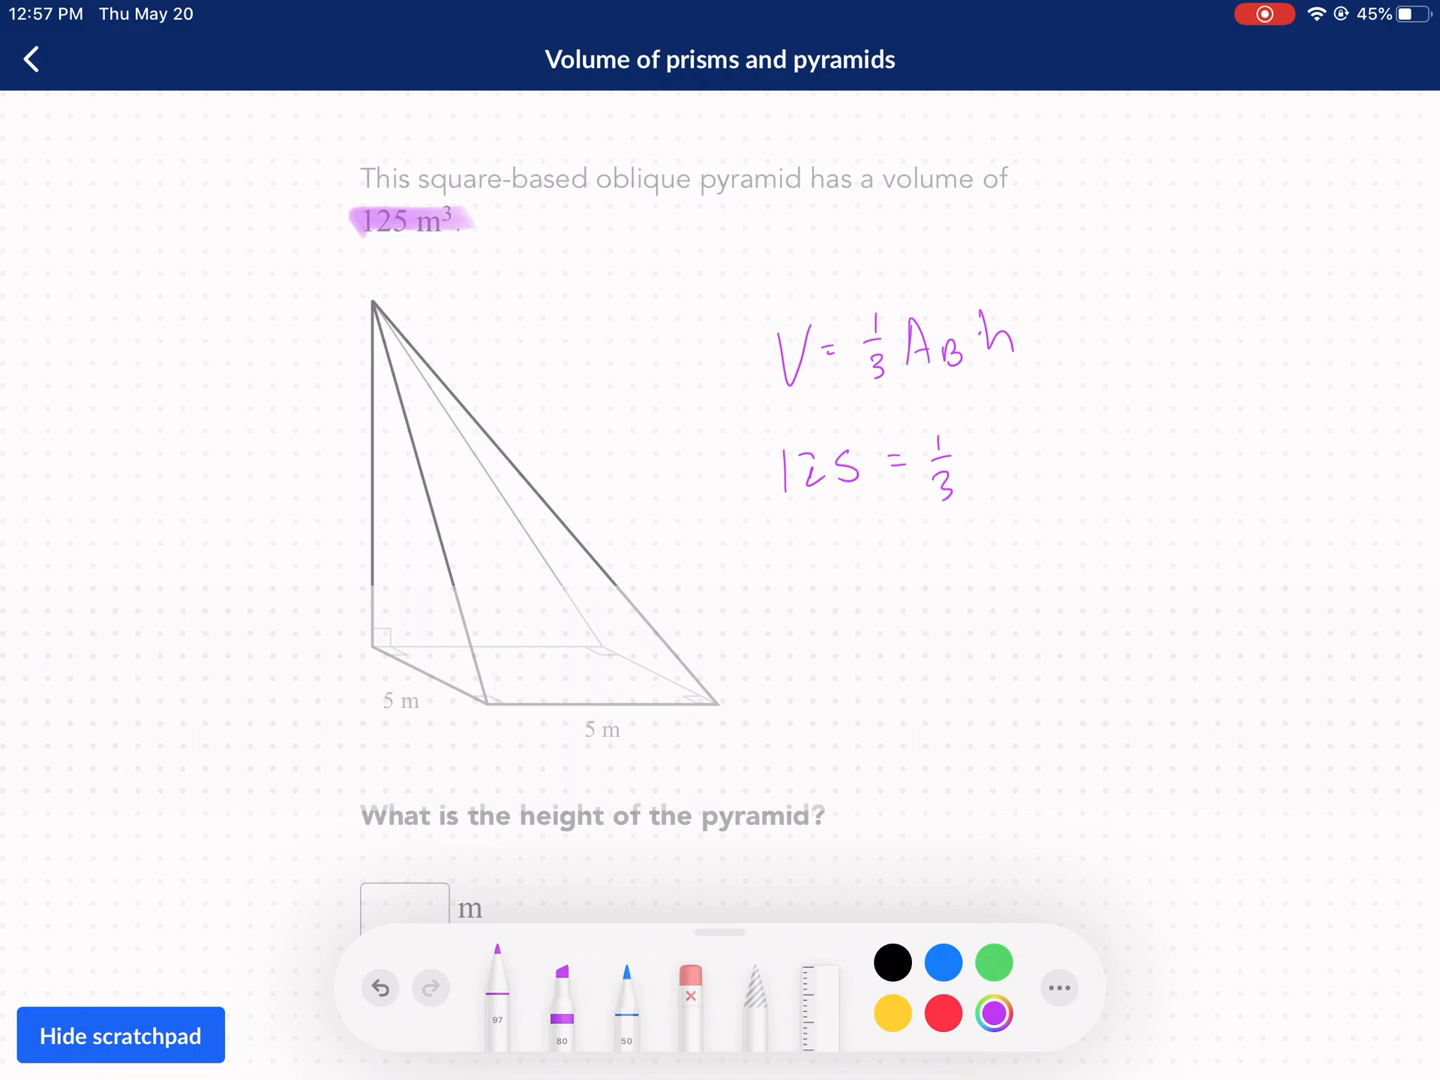 12:57 PM Thu May 20
45%
Volume of prisms and pyramids
This square-based oblique pyramid has a volume of
125 m³.
V = 1/3 A_B h
125 = 1/3
5 m
5 m
What is the height of the pyramid?
m
97
80
50
Hide scratchpad